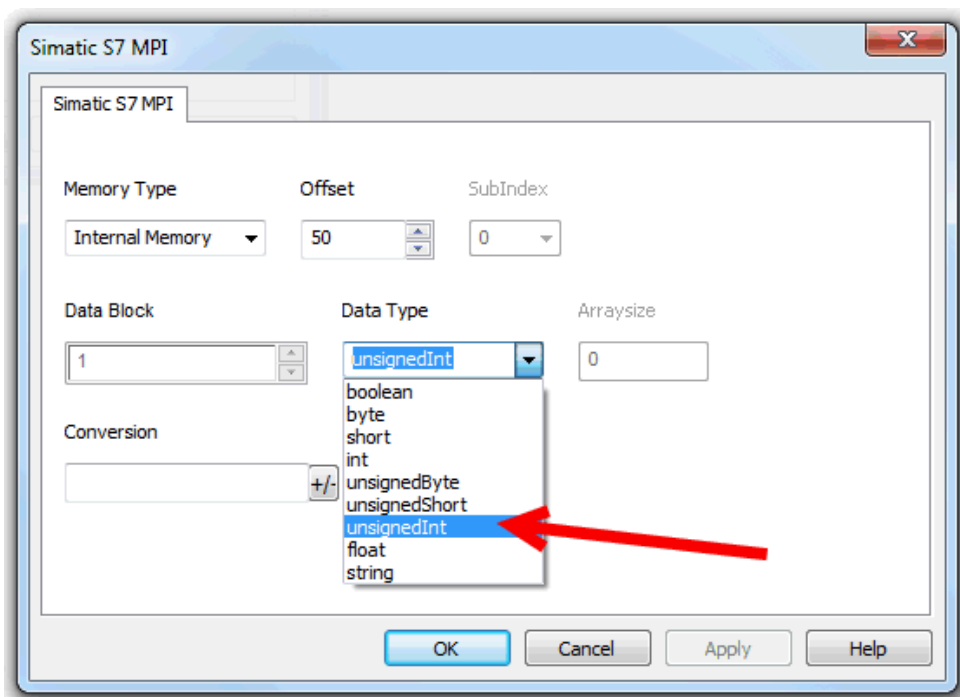 Simatic S7 MPI
Simatic S7 MPI
Memory Type Offset SubIndex
Internal Memory 50 0
Data Block Data Type Arraysize
1 unsignedInt 0
boolean
byte
short
int
unsignedByte
unsignedShort
unsignedInt
float
string
Conversion
+/-
OK Cancel Apply Help